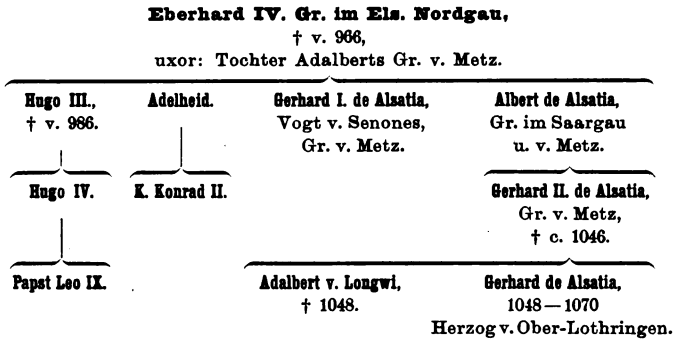 Eberhard IV. Gr. im Els. Nordgau,
† v. 966,
uxor: Tochter Adalberts Gr. v. Metz.
Hugo III.,
† v. 986.
Adelheid.
Gerhard I. de Alsatia,
Vogt v. Senones,
Gr. v. Metz.
Albert de Alsatia,
Gr. im Saargau
u. v. Metz.
Hugo IV.
K. Konrad II.
Gerhard II. de Alsatia,
Gr. v. Metz,
† c. 1046.
Papst Leo IX.
Adalbert v. Longwi,
† 1048.
Gerhard de Alsatia,
1048—1070
Herzog v. Ober-Lothringen.